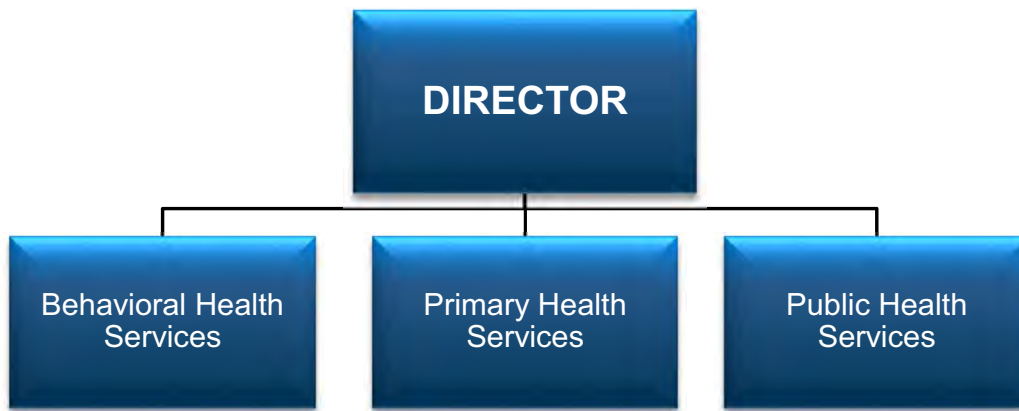 DIRECTOR
Behavioral Health
Services
Primary Health
Services
Public Health
Services